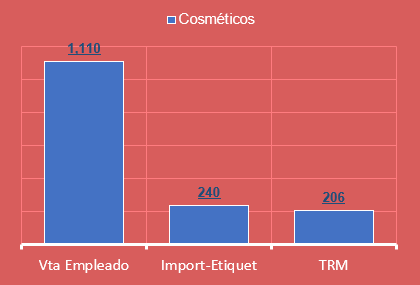 Cosméticos
1,110
240
206
Vta Empleado
Import-Etiquet
TRM